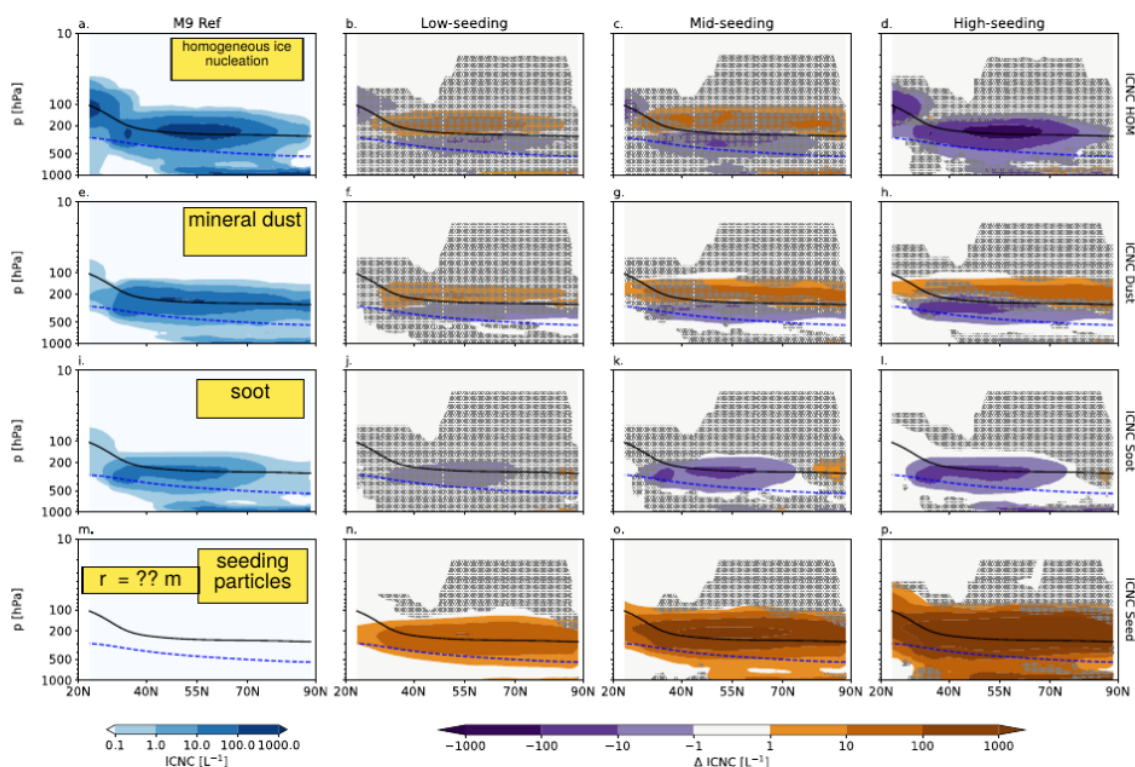 a. M9 Ref
b. Low-seeding
c. Mid-seeding
d. High-seeding
10
100
200
500
1000
p [hPa]
homogeneous ice
nucleation
ICNC HOM
e.
f.
g.
h.
10
100
200
500
1000
p [hPa]
mineral dust
ICNC Dust
i.
j.
k.
l.
10
100
200
500
1000
p [hPa]
soot
ICNC Soot
m.
n.
o.
p.
10
100
200
500
1000
p [hPa]
r = ?? m
seeding
particles
ICNC Seed
20N 40N 55N 70N 90N
20N 40N 55N 70N 90N
20N 40N 55N 70N 90N
20N 40N 55N 70N 90N
0.1 1.0 10.0 100.0 1000.0
ICNC [L⁻¹]
−1000 −100 −10 −1 1 10 100 1000
Δ ICNC [L⁻¹]